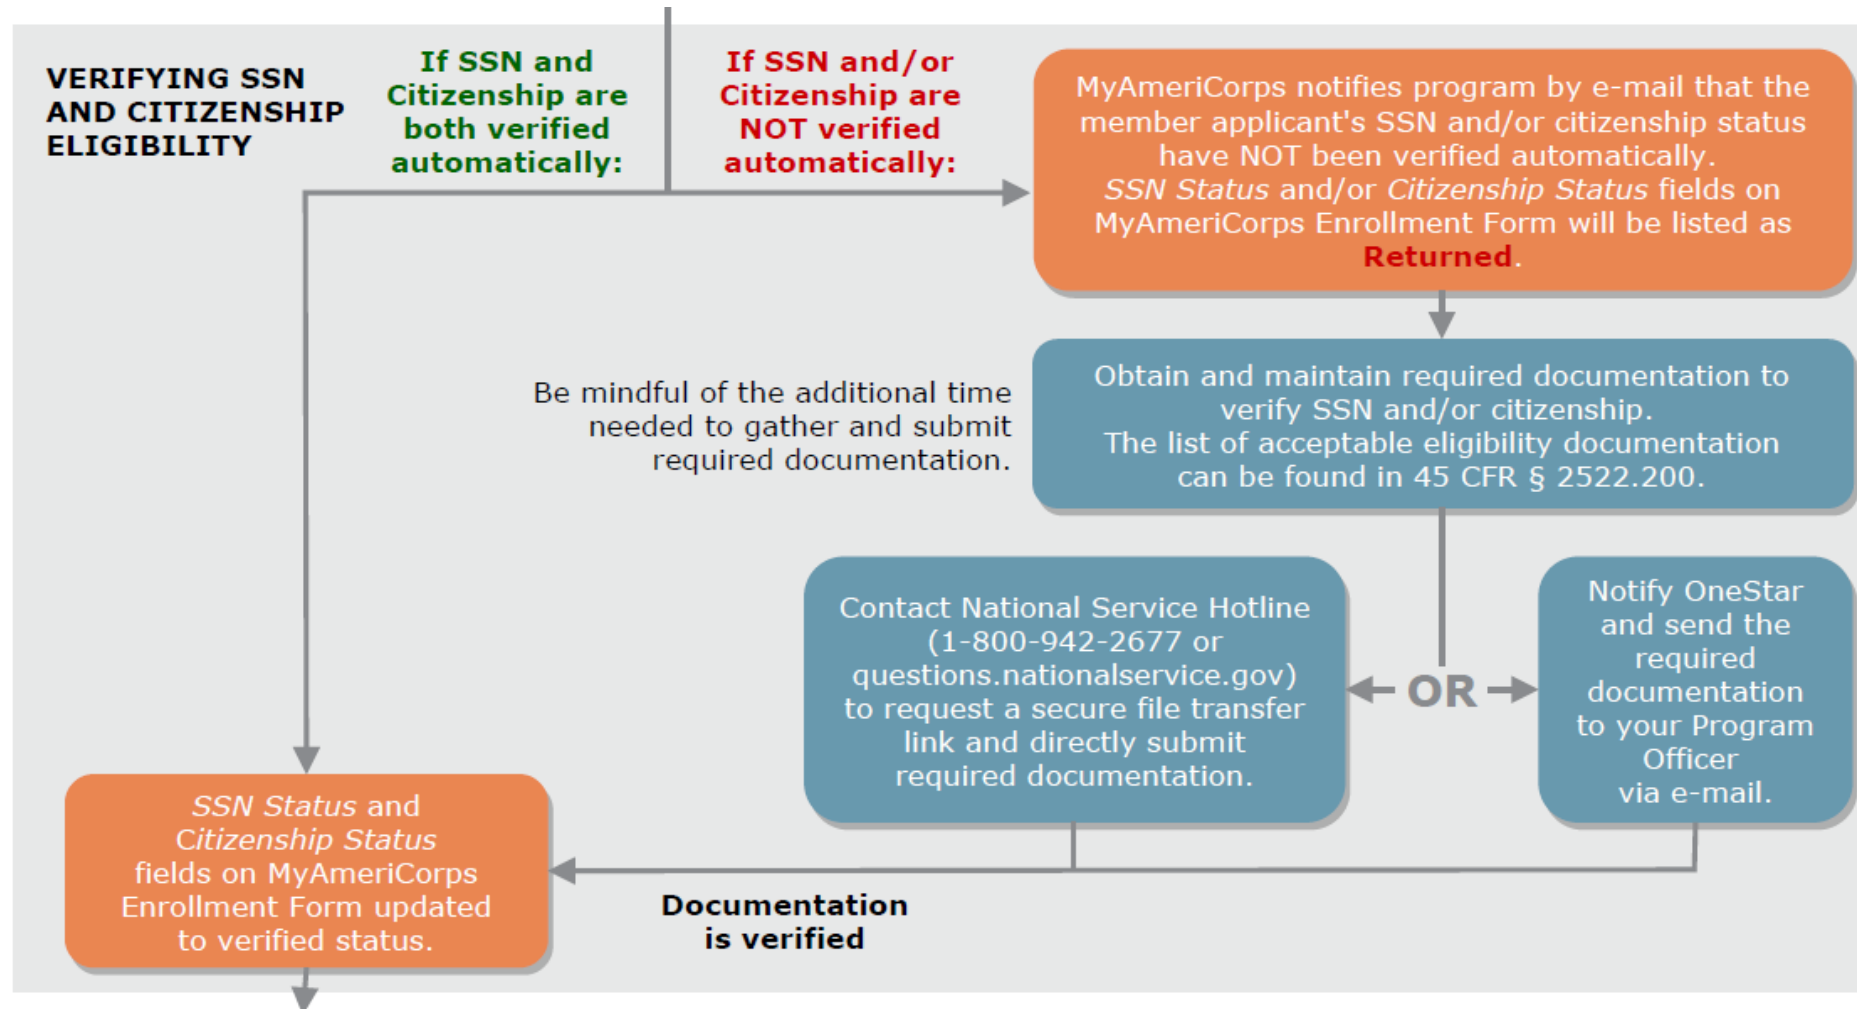 VERIFYING SSN
AND CITIZENSHIP
ELIGIBILITY
If SSN and
Citizenship are
both verified
automatically:
If SSN and/or
Citizenship are
NOT verified
automatically:
MyAmeriCorps notifies program by e-mail that the
member applicant's SSN and/or citizenship status
have NOT been verified automatically.
SSN Status and/or Citizenship Status fields on
MyAmeriCorps Enrollment Form will be listed as
Returned.
Be mindful of the additional time
needed to gather and submit
required documentation.
Obtain and maintain required documentation to
verify SSN and/or citizenship.
The list of acceptable eligibility documentation
can be found in 45 CFR § 2522.200.
Contact National Service Hotline
(1-800-942-2677 or
questions.nationalservice.gov)
to request a secure file transfer
link and directly submit
required documentation.
OR
Notify OneStar
and send the
required
documentation
to your Program
Officer
via e-mail.
SSN Status and
Citizenship Status
fields on MyAmeriCorps
Enrollment Form updated
to verified status.
Documentation
is verified